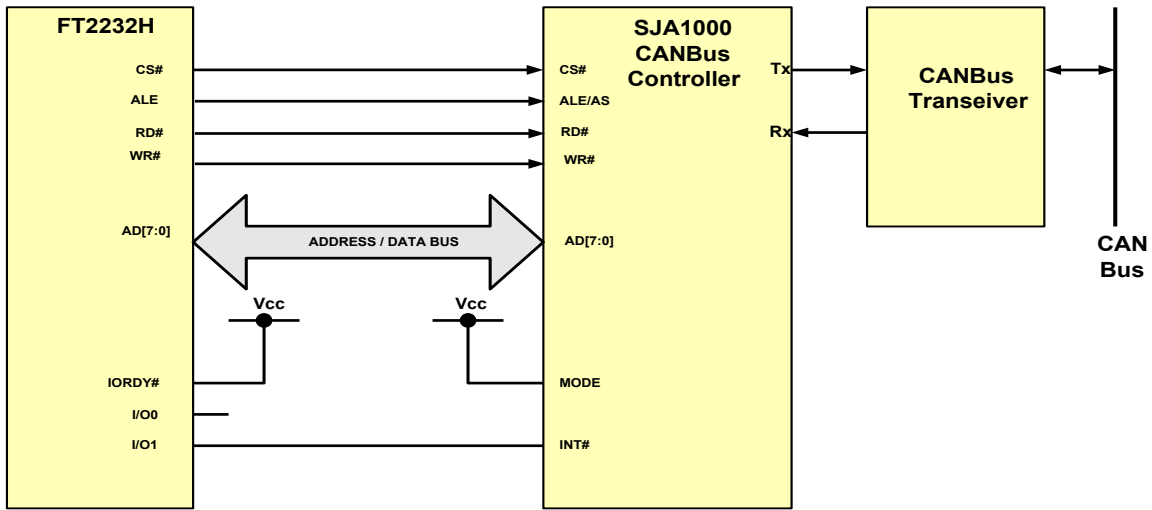 FT2232H
CS#
ALE
RD#
WR#
AD[7:0]
IORDY#
I/O0
I/O1
ADDRESS / DATA BUS
Vcc
Vcc
SJA1000
CANBus
Controller
CS#
ALE/AS
RD#
WR#
AD[7:0]
MODE
INT#
Tx
Rx
CANBus
Transeiver
CAN
Bus